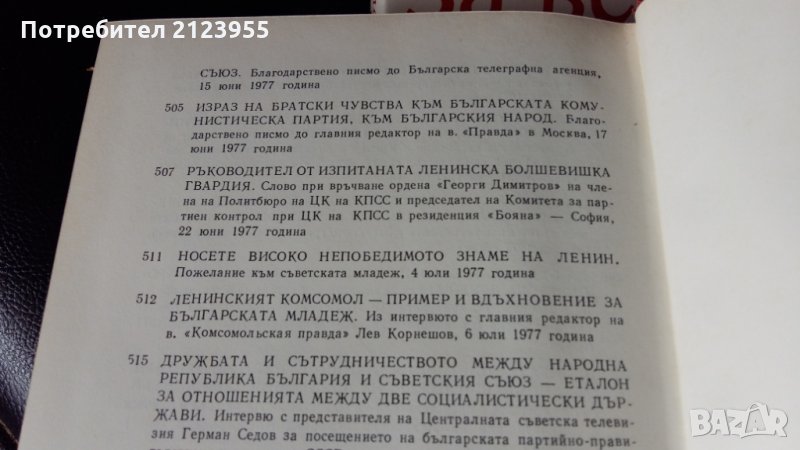 Потребител 2123955
СЪЮЗ. Благодарствено писмо до Българска телеграфна агенция,
15 юни 1977 година
505 ИЗРАЗ НА БРАТСКИ ЧУВСТВА КЪМ БЪЛГАРСКАТА КОМУ-
НИСТИЧЕСКА ПАРТИЯ, КЪМ БЪЛГАРСКИЯ НАРОД. Благо-
дарствено писмо до главния редактор на в. «Правда» в Москва, 17
юни 1977 година
507 РЪКОВОДИТЕЛ ОТ ИЗПИТАНАТА ЛЕНИНСКА БОЛШЕВИШКА
ГВАРДИЯ. Слово при връчване ордена «Георги Димитров» на чле-
на на Политбюро на ЦК на КПСС и председател на Комитета за пар-
тиен контрол при ЦК на КПСС в резиденция «Бояна» — София,
22 юни 1977 година
511 НОСЕТЕ ВИСОКО НЕПОБЕДИМОТО ЗНАМЕ НА ЛЕНИН.
Пожелание към съветската младеж, 4 юли 1977 година
512 ЛЕНИНСКИЯТ КОМСОМОЛ — ПРИМЕР И ВДЪХНОВЕНИЕ ЗА
БЪЛГАРСКАТА МЛАДЕЖ. Из интервюто с главния редактор на
в. «Комсомольская правда» Лев Корнешов, 6 юли 1977 година
515 ДРУЖБАТА И СЪТРУДНИЧЕСТВОТО МЕЖДУ НАРОДНА
РЕПУБЛИКА БЪЛГАРИЯ И СЪВЕТСКИЯ СЪЮЗ — ЕТАЛОН
ЗА ОТНОШЕНИЯТА МЕЖДУ ДВЕ СОЦИАЛИСТИЧЕСКИ ДЪР-
ЖАВИ. Интервю с представителя на Централната съветска телеви-
зия Герман Седов за посещението на българската партийно-прави-
BAZAR